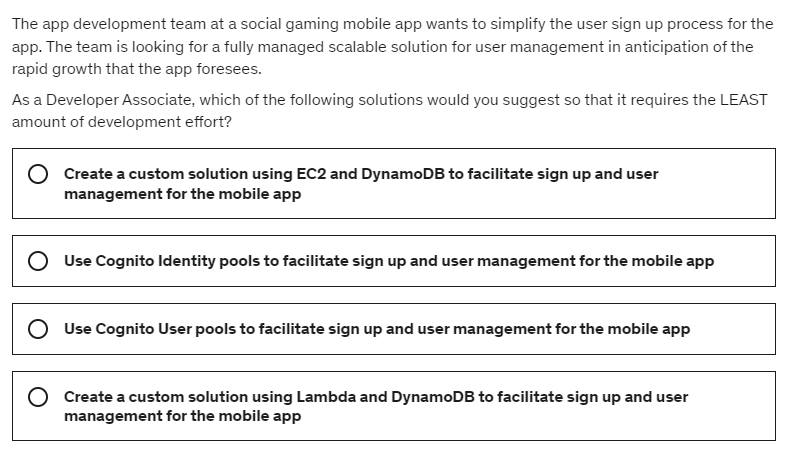 The app development team at a social gaming mobile app wants to simplify the user sign up process for the
app. The team is looking for a fully managed scalable solution for user management in anticipation of the
rapid growth that the app foresees.
As a Developer Associate, which of the following solutions would you suggest so that it requires the LEAST
amount of development effort?
Create a custom solution using EC2 and DynamoDB to facilitate sign up and user
management for the mobile app
Use Cognito Identity pools to facilitate sign up and user management for the mobile app
Use Cognito User pools to facilitate sign up and user management for the mobile app
Create a custom solution using Lambda and DynamoDB to facilitate sign up and user
management for the mobile app